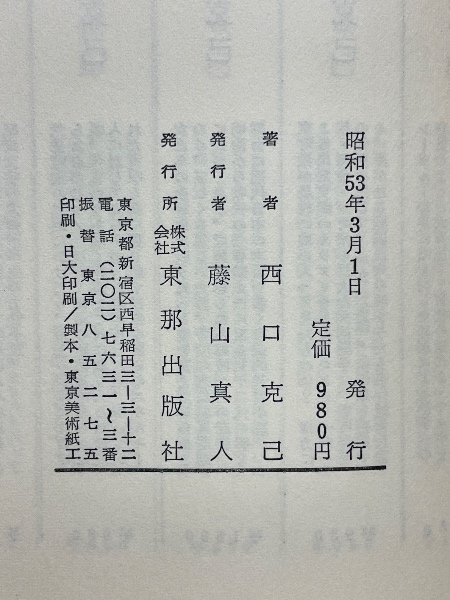 昭和53年3月1日 発行
定価 980円
著者 西口克己
発行者 藤山真人
発行所 株式会社 東邦出版社
東京都新宿区西早稲田三―三―十二
電話（二〇二）七六三一～三番
振替 東京八五二七五
印刷・日大印刷／製本・東京美術紙工